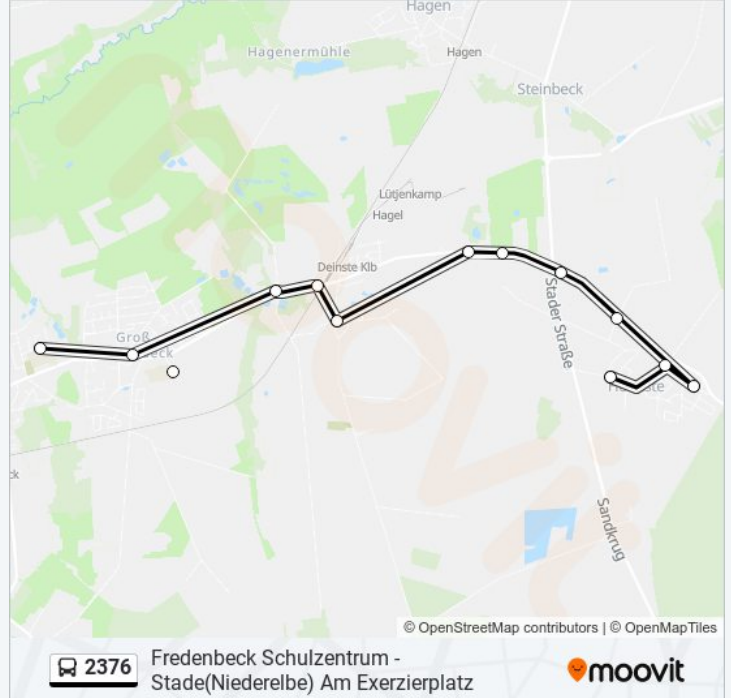 Hagen
Hagenermühle
Hagen
Steinbeck
Lütjenkamp
Hagel
Deinste Klb
Stader Straße
Groß
Sandkrug
© OpenStreetMap contributors | © OpenMapTiles
2376
Fredenbeck Schulzentrum -
Stade(Niederelbe) Am Exerzierplatz
moovit